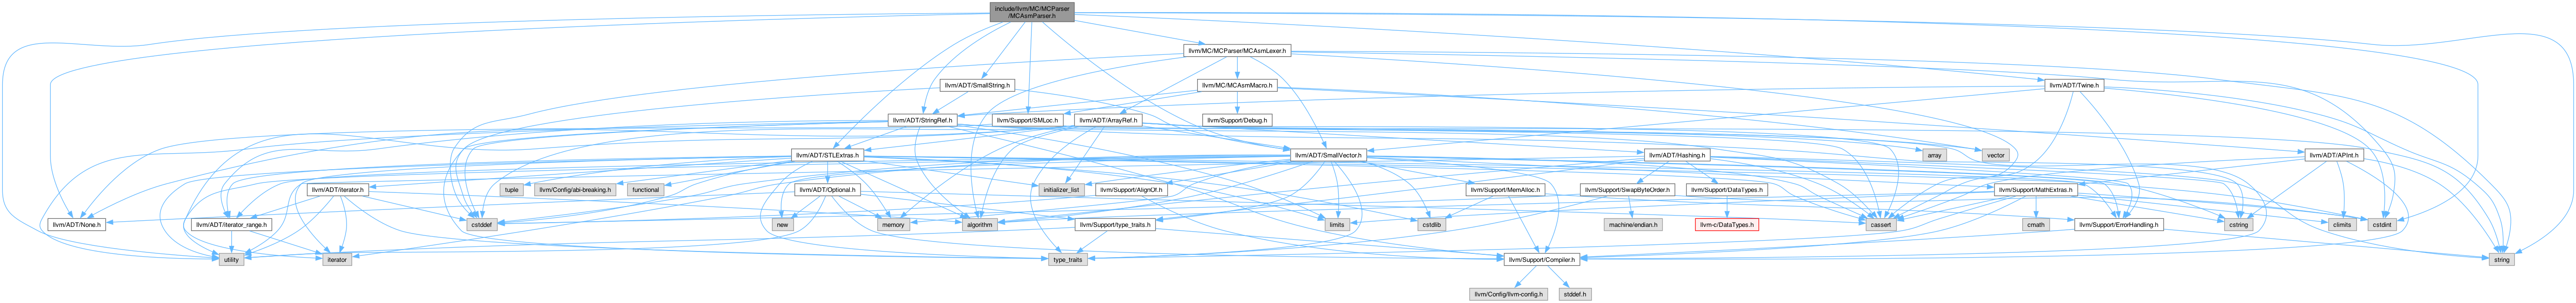 include/llvm/MC/MCParser
/MCAsmParser.h
llvm/MC/MCParser/MCAsmLexer.h
llvm/ADT/SmallString.h
llvm/MC/MCAsmMacro.h
llvm/ADT/Twine.h
llvm/ADT/StringRef.h
llvm/Support/SMLoc.h
llvm/ADT/ArrayRef.h
llvm/Support/Debug.h
llvm/ADT/STLExtras.h
llvm/ADT/SmallVector.h
llvm/ADT/Hashing.h
array
vector
llvm/ADT/APInt.h
llvm/ADT/iterator.h
tuple
llvm/Config/abi-breaking.h
functional
llvm/ADT/Optional.h
initializer_list
llvm/Support/AlignOf.h
llvm/Support/MemAlloc.h
llvm/Support/SwapByteOrder.h
llvm/Support/DataTypes.h
llvm/Support/MathExtras.h
llvm/ADT/None.h
llvm/ADT/iterator_range.h
cstddef
new
memory
algorithm
llvm/Support/type_traits.h
limits
cstdlib
machine/endian.h
cassert
llvm-c/DataTypes.h
cmath
llvm/Support/ErrorHandling.h
cstring
climits
cstdint
utility
iterator
type_traits
llvm/Support/Compiler.h
string
llvm/Config/llvm-config.h
stddef.h